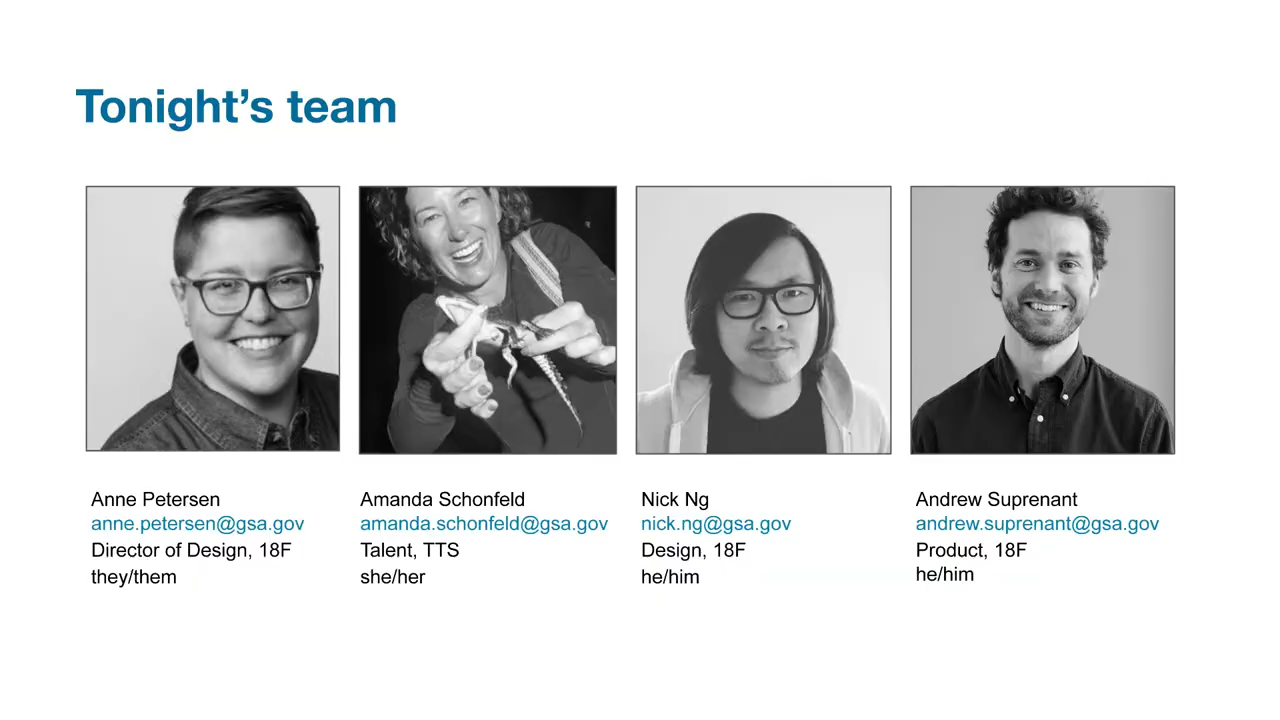 Tonight’s team
Anne Petersen
anne.petersen@gsa.gov
Director of Design, 18F
they/them
Amanda Schonfeld
amanda.schonfeld@gsa.gov
Talent, TTS
she/her
Nick Ng
nick.ng@gsa.gov
Design, 18F
he/him
Andrew Suprenant
andrew.suprenant@gsa.gov
Product, 18F
he/him